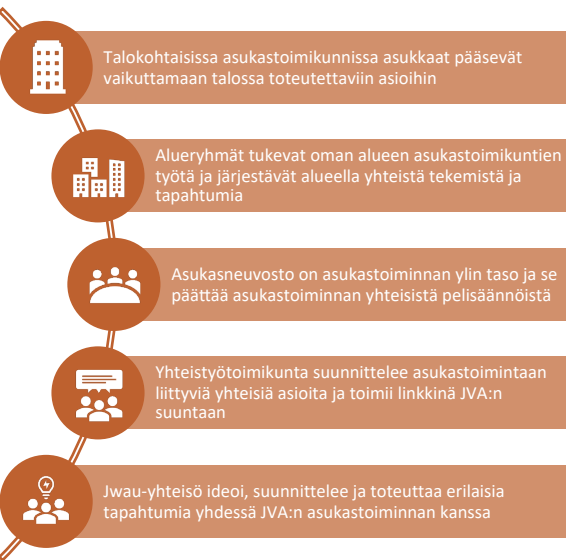 Talokohtaisissa asukastoimikunnissa asukkaat pääsevät
vaikuttamaan talossa toteutettaviin asioihin
Alueryhmät tukevat oman alueen asukastoimikuntien
työtä ja järjestävät alueella yhteistä tekemistä ja
tapahtumia
Asukasneuvosto on asukastoiminnan ylin taso ja se
päättää asukastoiminnan yhteisistä pelisäännöistä
Yhteistyötoimikunta suunnittelee asukastoimintaan
liittyviä yhteisiä asioita ja toimii linkkinä JVA:n
suuntaan
Jwau-yhteisö ideoi, suunnittelee ja toteuttaa erilaisia
tapahtumia yhdessä JVA:n asukastoiminnan kanssa